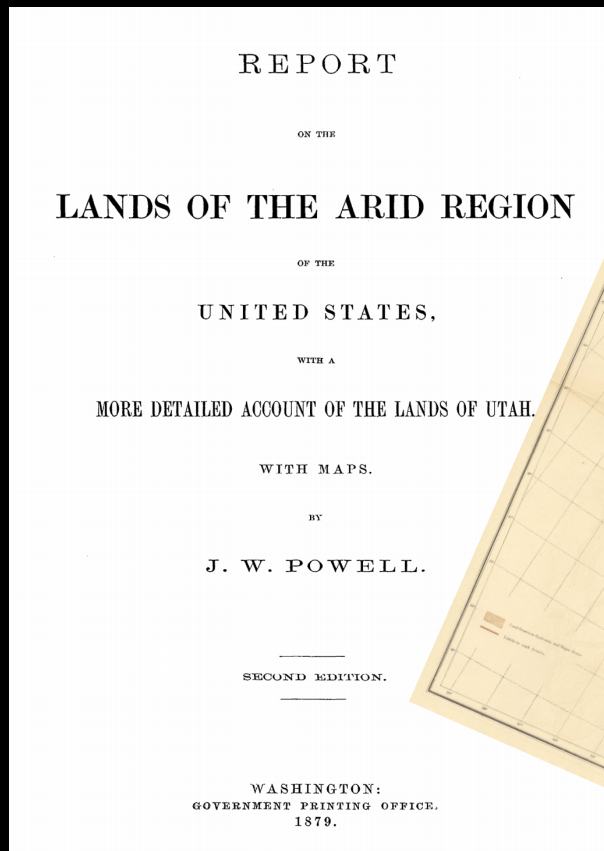 REPORT
ON THE
LANDS OF THE ARID REGION
OF THE
UNITED STATES,
WITH A
MORE DETAILED ACCOUNT OF THE LANDS OF UTAH.
WITH MAPS.
BY
J. W. POWELL.
SECOND EDITION.
WASHINGTON:
GOVERNMENT PRINTING OFFICE.
1879.